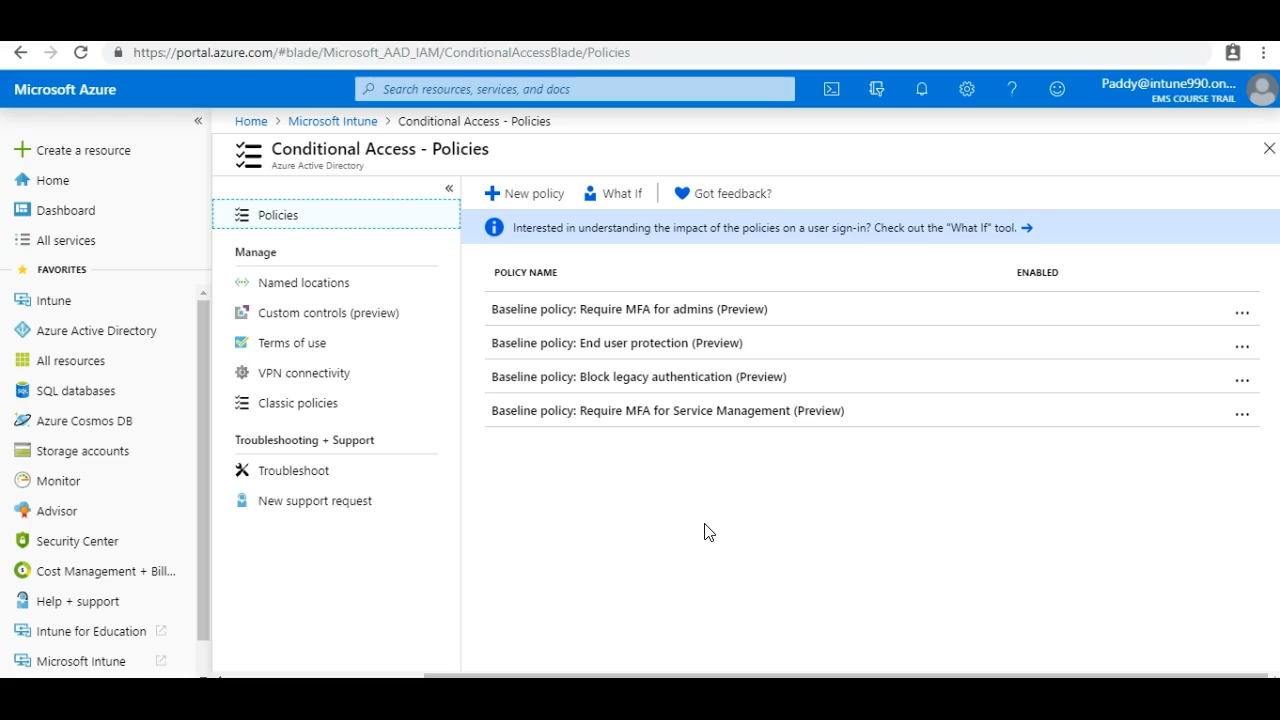 https://portal.azure.com/#blade/Microsoft_AAD_IAM/ConditionalAccessBlade/Policies
Microsoft Azure
Search resources, services, and docs
Paddy@intune990.on...
EMS COURSE TRAIL
Home > Microsoft Intune > Conditional Access - Policies
Conditional Access - Policies
Azure Active Directory
Create a resource
Home
Dashboard
All services
FAVORITES
Intune
Azure Active Directory
All resources
SQL databases
Azure Cosmos DB
Storage accounts
Monitor
Advisor
Security Center
Cost Management + Bill...
Help + support
Intune for Education
Microsoft Intune
Policies
Manage
Named locations
Custom controls (preview)
Terms of use
VPN connectivity
Classic policies
Troubleshooting + Support
Troubleshoot
New support request
New policy What If Got feedback?
Interested in understanding the impact of the policies on a user sign-in? Check out the "What If" tool.
POLICY NAME ENABLED
Baseline policy: Require MFA for admins (Preview) ...
Baseline policy: End user protection (Preview) ...
Baseline policy: Block legacy authentication (Preview) ...
Baseline policy: Require MFA for Service Management (Preview) ...